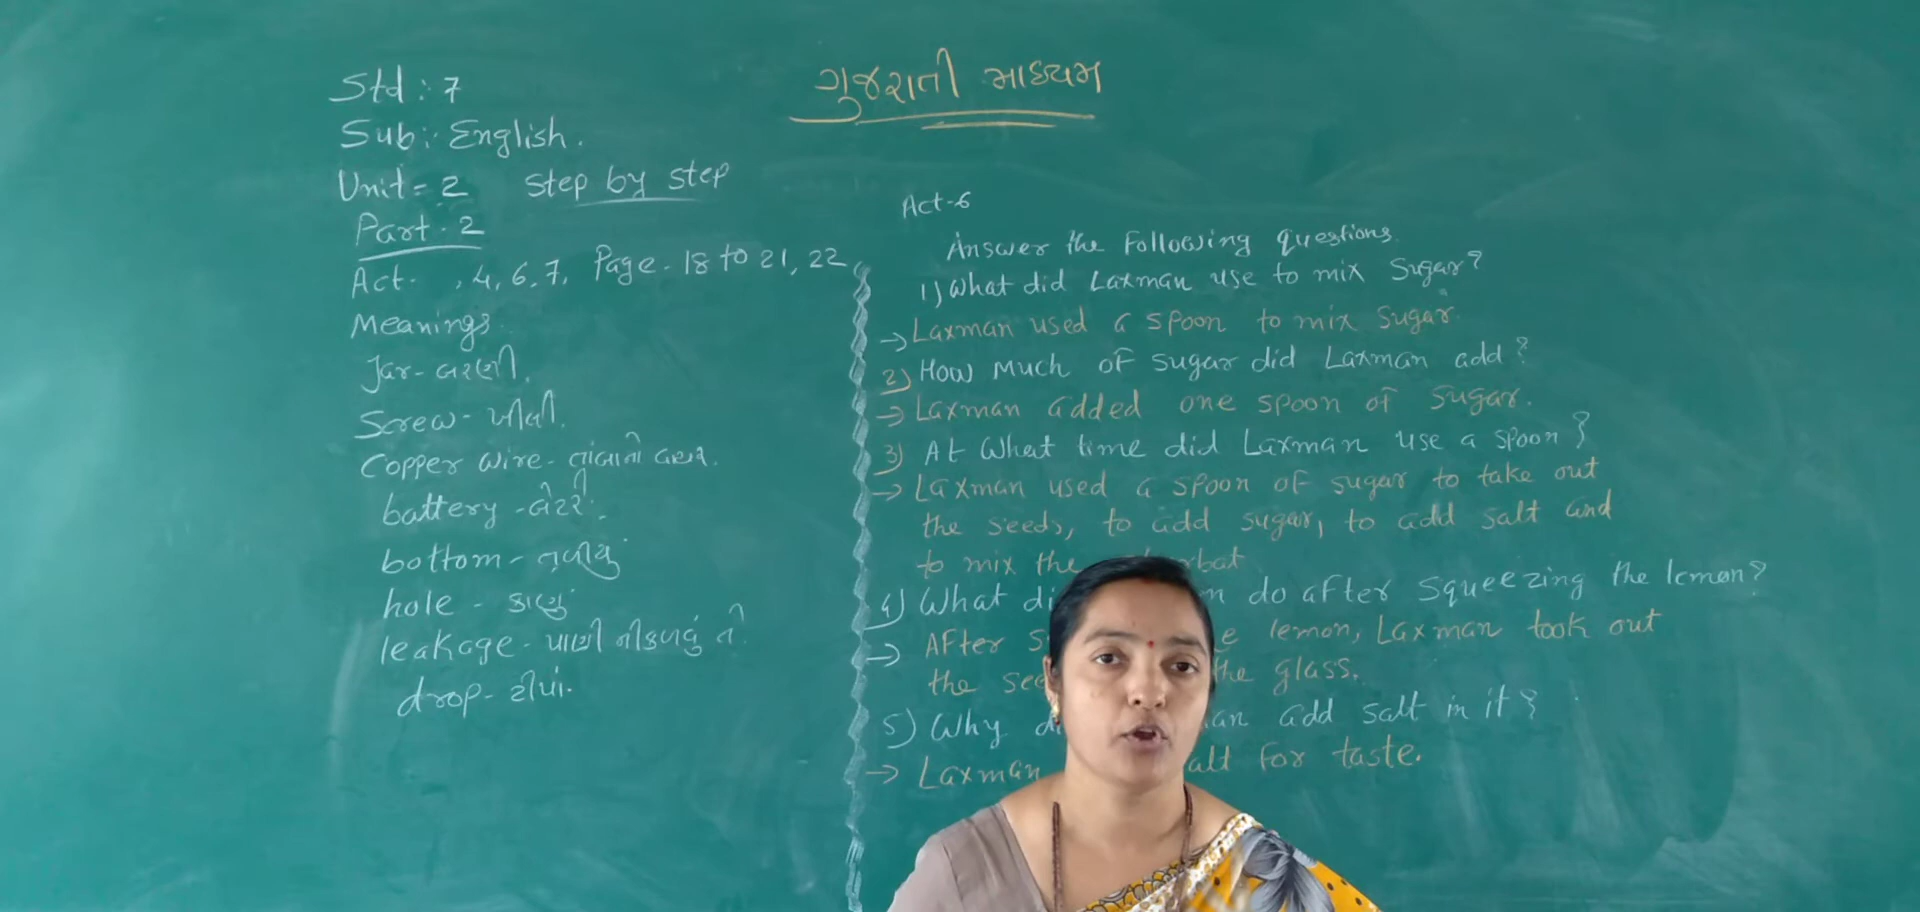 ગુજરાતી માધ્યમ
Std : 7
Sub : English.
Unit = 2 Step by step
Part - 2
Act. , 4, 6, 7, Page - 18 to 21, 22
Meanings
Jar - બરણી.
Screw - ખીલી.
Copper wire - તાંબાનો વાયર.
battery - બેટરી.
bottom - તળીયું
hole - કાણું
leakage - પાણી નીકળવું તે.
drop - ટીપાં.
Act - 6
Answer the Following questions.
1) What did Laxman use to mix Sugar?
→ Laxman used a spoon to mix Sugar.
2) How Much of sugar did Laxman add?
→ Laxman added one spoon of sugar.
3) At What time did Laxman use a spoon?
→ Laxman used a spoon of sugar to take out
the seeds, to add sugar, to add salt and
to mix the
4) What do after squeezing the lemon?
→ After lemon, Laxman took out
the the glass.
5) Why add salt in it?
→ Laxman for taste.